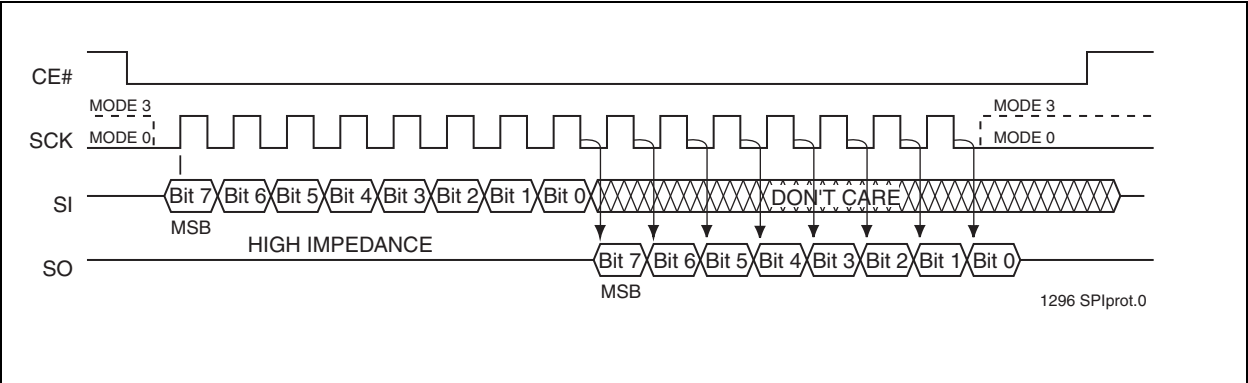 CE#
MODE 3
MODE 3
SCK
MODE 0
MODE 0
SI
Bit 7 Bit 6 Bit 5 Bit 4 Bit 3 Bit 2 Bit 1 Bit 0
DON'T CARE
MSB
HIGH IMPEDANCE
SO
Bit 7 Bit 6 Bit 5 Bit 4 Bit 3 Bit 2 Bit 1 Bit 0
MSB
1296 SPIprot.0